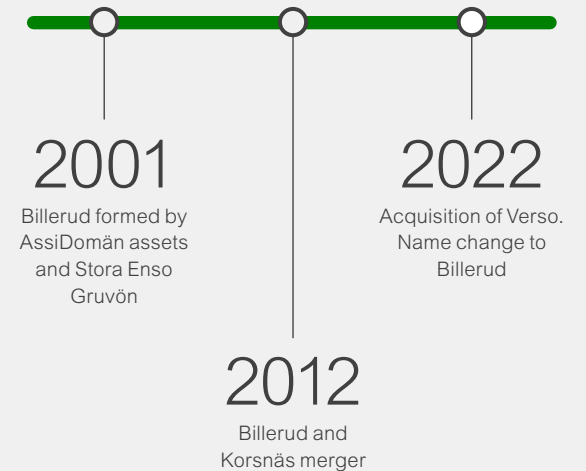 2001
Billerud formed by
AssiDomän assets
and Stora Enso
Gruvön
2012
Billerud and
Korsnäs merger
2022
Acquisition of Verso.
Name change to
Billerud